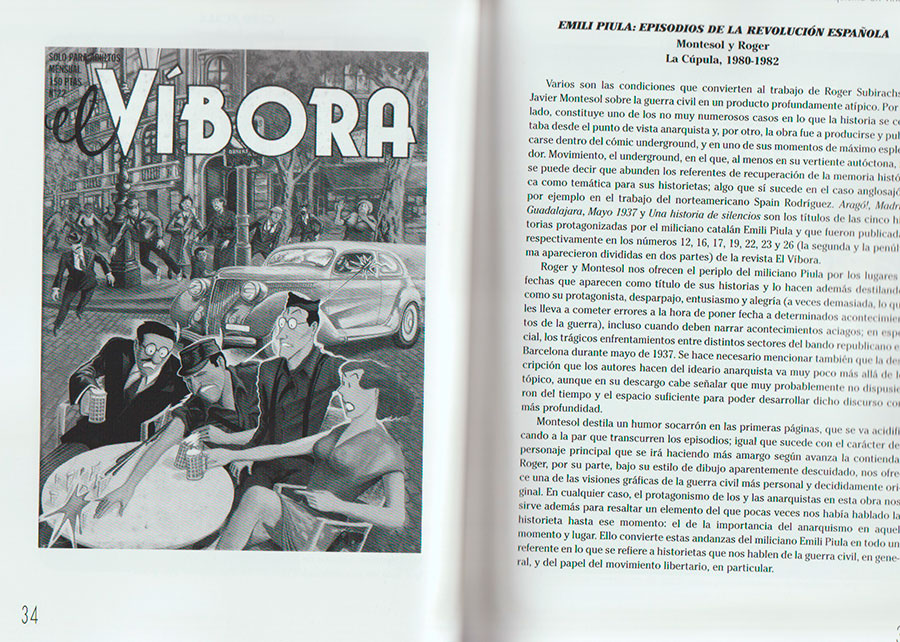 SOLO PARA ADULTOS
MENSUAL
150 PTAS
Nº22
el VÍBORA
34
EMILI PIULA: EPISODIOS DE LA REVOLUCIÓN ESPAÑOLA
Montesol y Roger
La Cúpula, 1980-1982
Varios son las condiciones que convierten al trabajo de Roger Subirachs
Javier Montesol sobre la guerra civil en un producto profundamente atípico. Por
lado, constituye uno de los no muy numerosos casos en lo que la historia se co
taba desde el punto de vista anarquista y, por otro, la obra fue a producirse y pub
carse dentro del cómic underground, y en uno de sus momentos de máximo esple
dor. Movimiento, el underground, en el que, al menos en su vertiente autóctona,
se puede decir que abunden los referentes de recuperación de la memoria histó
ca como temática para sus historietas; algo que sí sucede en el caso anglosajó
por ejemplo en el trabajo del norteamericano Spain Rodríguez. Aragó!, Madri
Guadalajara, Mayo 1937 y Una historia de silencios son los títulos de las cinco hi
torias protagonizadas por el miliciano catalán Emili Piula y que fueron publicada
respectivamente en los números 12, 16, 17, 19, 22, 23 y 26 (la segunda y la penúl
ma aparecieron divididas en dos partes) de la revista El Víbora.
Roger y Montesol nos ofrecen el periplo del miliciano Piula por los lugares
fechas que aparecen como título de sus historias y lo hacen además destilando
como su protagonista, desparpajo, entusiasmo y alegría (a veces demasiada, lo qu
les lleva a cometer errores a la hora de poner fecha a determinados acontecimien
tos de la guerra), incluso cuando deben narrar acontecimientos aciagos; en espe
cial, los trágicos enfrentamientos entre distintos sectores del bando republicano e
Barcelona durante mayo de 1937. Se hace necesario mencionar también que la des
cripción que los autores hacen del ideario anarquista va muy poco más allá de l
tópico, aunque en su descargo cabe señalar que muy probablemente no dispusie
ron del tiempo y el espacio suficiente para poder desarrollar dicho discurso con
más profundidad.
Montesol destila un humor socarrón en las primeras páginas, que se va acidifi
cando a la par que transcurren los episodios; igual que sucede con el carácter de
personaje principal que se irá haciendo más amargo según avanza la contienda
Roger, por su parte, bajo su estilo de dibujo aparentemente descuidado, nos ofre
ce una de las visiones gráficas de la guerra civil más personal y decididamente ori
ginal. En cualquier caso, el protagonismo de los y las anarquistas en esta obra nos
sirve además para resaltar un elemento del que pocas veces nos había hablado la
historieta hasta ese momento: el de la importancia del anarquismo en aquel
momento y lugar. Ello convierte estas andanzas del miliciano Emili Piula en todo un
referente en lo que se refiere a historietas que nos hablen de la guerra civil, en gene-
ral, y del papel del movimiento libertario, en particular.